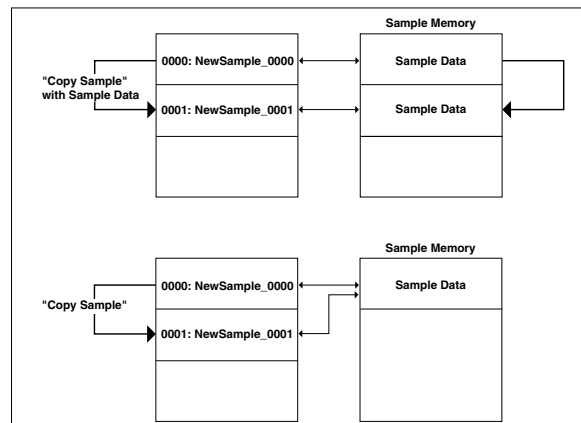 Sample Memory
0000: NewSample_0000
Sample Data
"Copy Sample"
with Sample Data
0001: NewSample_0001
Sample Data
Sample Memory
0000: NewSample_0000
Sample Data
"Copy Sample"
0001: NewSample_0001